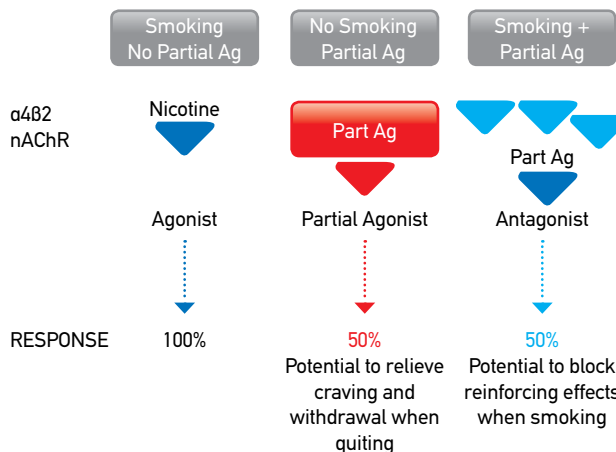 Smoking
No Partial Ag
No Smoking
Partial Ag
Smoking +
Partial Ag
α4ß2
nAChR
Nicotine
Part Ag
Part Ag
Agonist
Partial Agonist
Antagonist
RESPONSE
100%
50%
Potential to relieve
craving and
withdrawal when
quiting
50%
Potential to block
reinforcing effects
when smoking